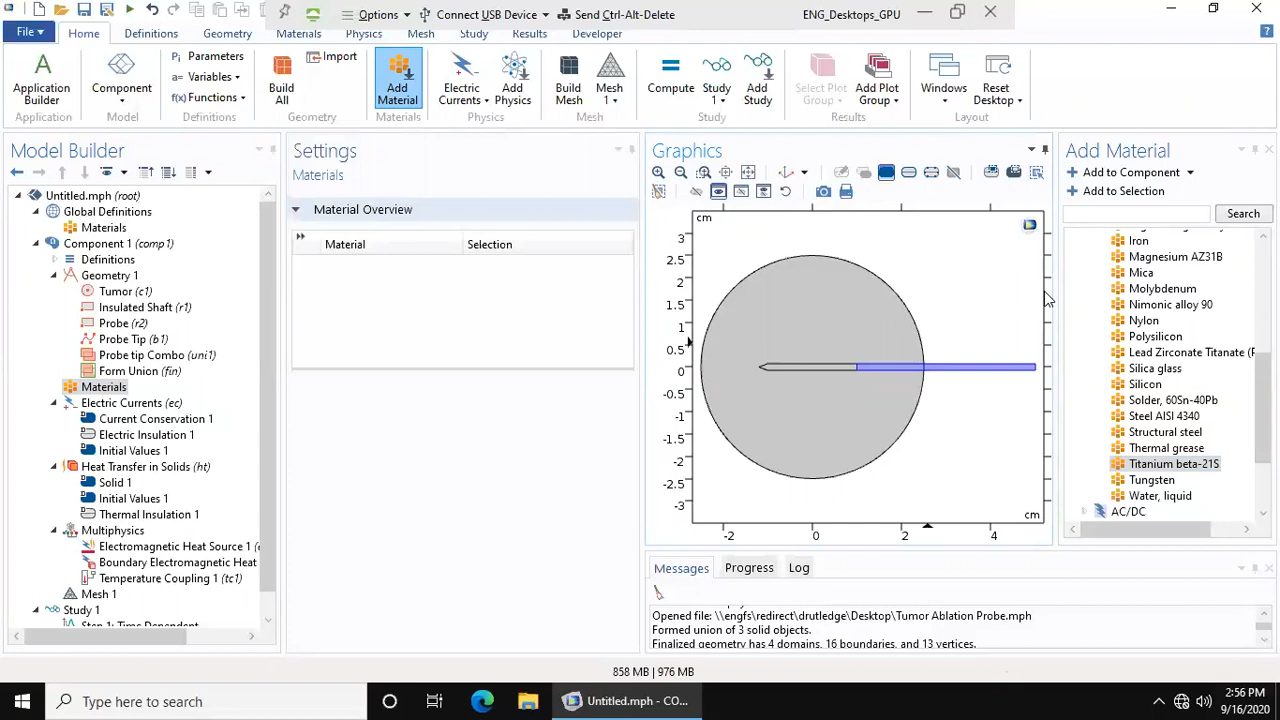 Options
Connect USB Device
Send Ctrl-Alt-Delete
ENG_Desktops_GPU
File
Home
Definitions
Geometry
Materials
Physics
Mesh
Study
Results
Developer
Application Builder
Application
Component
Model
Parameters
Variables
Functions
Definitions
Build All
Import
Geometry
Add Material
Materials
Electric Currents
Add Physics
Physics
Build Mesh
Mesh 1
Mesh
Compute
Study 1
Add Study
Study
Select Plot Group
Add Plot Group
Results
Windows
Reset Desktop
Layout
Model Builder
Untitled.mph (root)
Global Definitions
Materials
Component 1 (comp1)
Definitions
Geometry 1
Tumor (c1)
Insulated Shaft (r1)
Probe (r2)
Probe Tip (b1)
Probe tip Combo (uni1)
Form Union (fin)
Materials
Electric Currents (ec)
Current Conservation 1
Electric Insulation 1
Initial Values 1
Heat Transfer in Solids (ht)
Solid 1
Initial Values 1
Thermal Insulation 1
Multiphysics
Electromagnetic Heat Source 1 (
Boundary Electromagnetic Heat
Temperature Coupling 1 (tc1)
Mesh 1
Study 1
Step 1: Time Dependent
Settings
Materials
Material Overview
Material
Selection
Graphics
cm
3
2.5
2
1.5
1
0.5
0
-0.5
-1
-1.5
-2
-2.5
-3
-2
0
2
4
cm
Messages
Progress
Log
Opened file: \\engfs\redirect\drutledge\Desktop\Tumor Ablation Probe.mph
Formed union of 3 solid objects.
Finalized geometry has 4 domains, 16 boundaries, and 13 vertices.
Add Material
Add to Component
Add to Selection
Search
Iron
Magnesium AZ31B
Mica
Molybdenum
Nimonic alloy 90
Nylon
Polysilicon
Lead Zirconate Titanate (
Silica glass
Silicon
Solder, 60Sn-40Pb
Steel AISI 4340
Structural steel
Thermal grease
Titanium beta-21S
Tungsten
Water, liquid
AC/DC
858 MB | 976 MB
Type here to search
Untitled.mph - CO...
2:56 PM
9/16/2020